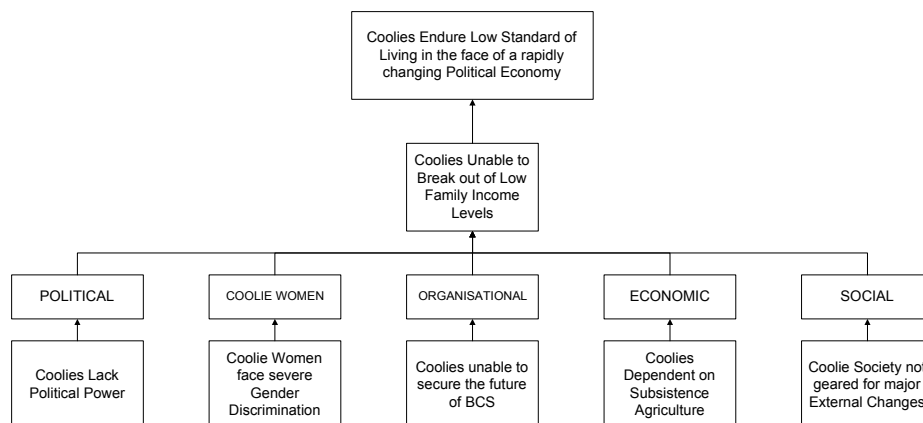 Coolies Endure Low Standard of
Living in the face of a rapidly
changing Political Economy
Coolies Unable to
Break out of Low
Family Income
Levels
POLITICAL
COOLIE WOMEN
ORGANISATIONAL
ECONOMIC
SOCIAL
Coolies Lack
Political Power
Coolie Women
face severe
Gender
Discrimination
Coolies unable to
secure the future
of BCS
Coolies
Dependent on
Subsistence
Agriculture
Coolie Society not
geared for major
External Changes